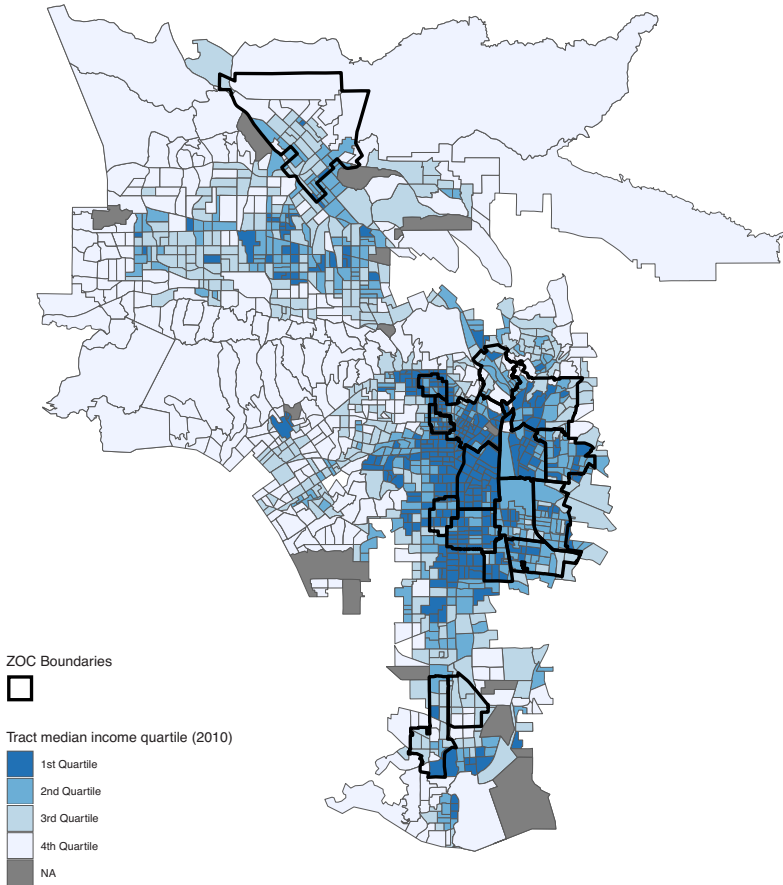 ZOC Boundaries
Tract median income quartile (2010)
1st Quartile
2nd Quartile
3rd Quartile
4th Quartile
NA